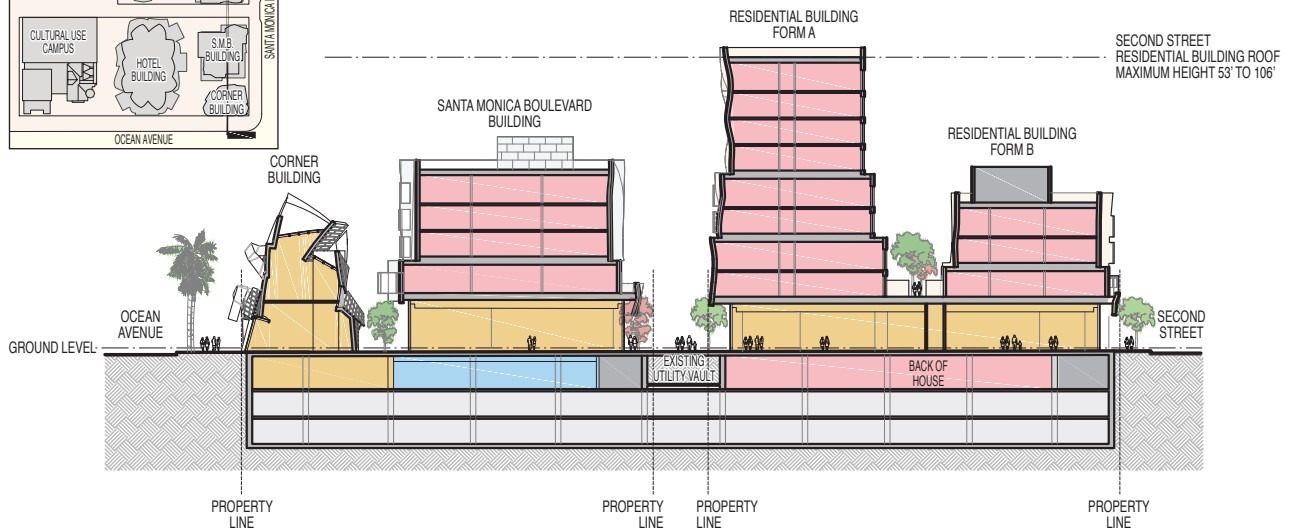 CULTURAL USE
CAMPUS
HOTEL
BUILDING
S.M.B.
BUILDING
CORNER
BUILDING
SANTA MONICA
OCEAN AVENUE
RESIDENTIAL BUILDING
FORM A
SECOND STREET
RESIDENTIAL BUILDING ROOF
MAXIMUM HEIGHT 53' TO 106'
SANTA MONICA BOULEVARD
BUILDING
RESIDENTIAL BUILDING
FORM B
CORNER
BUILDING
OCEAN
AVENUE
SECOND
STREET
GROUND LEVEL
EXISTING
UTILITY VAULT
BACK OF
HOUSE
PROPERTY
LINE
PROPERTY
LINE
PROPERTY
LINE
PROPERTY
LINE